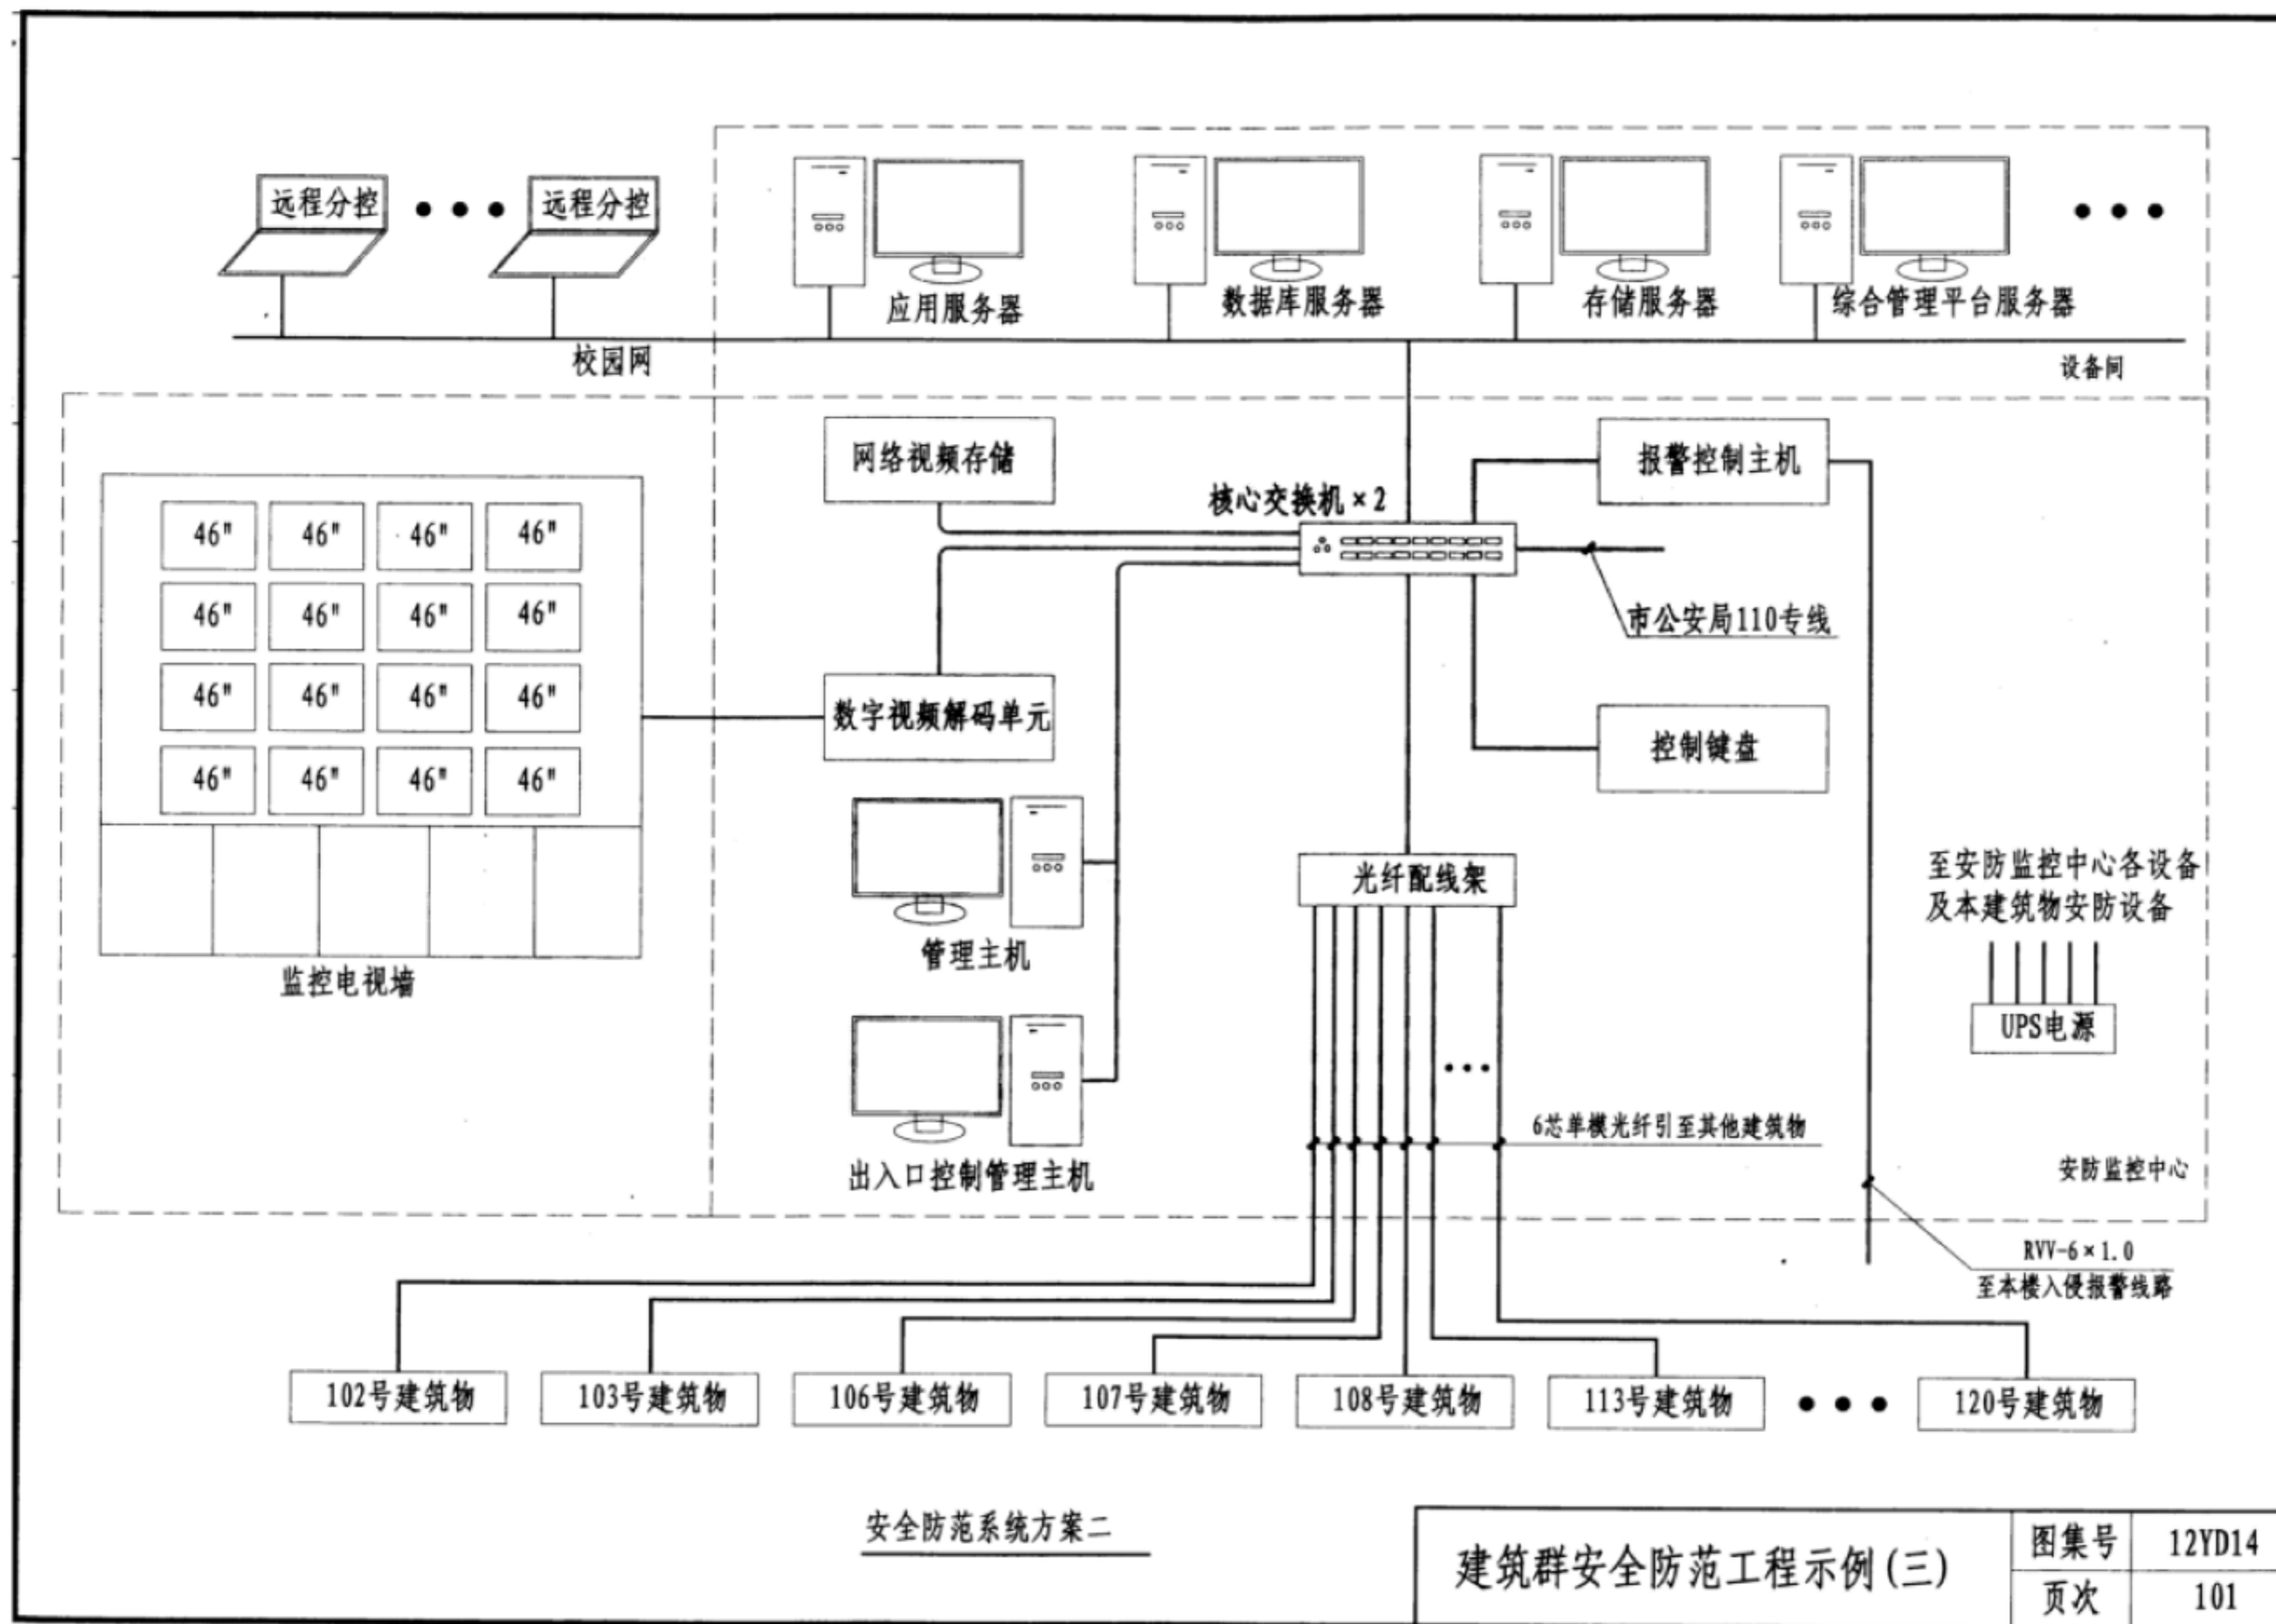 远程分控
远程分控
应用服务器
数据库服务器
存储服务器
综合管理平台服务器
校园网
设备间
网络视频存储
报警控制主机
核心交换机×2
46" 46" 46" 46"
46" 46" 46" 46"
46" 46" 46" 46"
46" 46" 46" 46"
市公安局110专线
数字视频解码单元
控制键盘
光纤配线架
至安防监控中心各设备
及本建筑物安防设备
管理主机
监控电视墙
UPS电源
6芯单模光纤引至其他建筑物
出入口控制管理主机
安防监控中心
RVV-6×1.0
至本楼入侵报警线路
102号建筑物
103号建筑物
106号建筑物
107号建筑物
108号建筑物
113号建筑物
120号建筑物
安全防范系统方案二
建筑群安全防范工程示例(三)
图集号 12YD14
页次 101